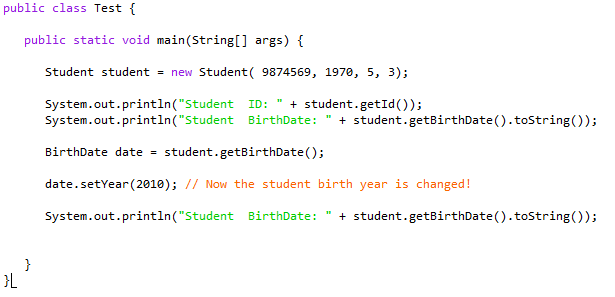 public class Test {
public static void main(String[] args) {
Student student = new Student( 9874569, 1970, 5, 3);
System.out.println("Student  ID: " + student.getId());
System.out.println("Student  BirthDate: " + student.getBirthDate().toString());
BirthDate date = student.getBirthDate();
date.setYear(2010); // Now the student birth year is changed!
System.out.println("Student  BirthDate: " + student.getBirthDate().toString());
}
}